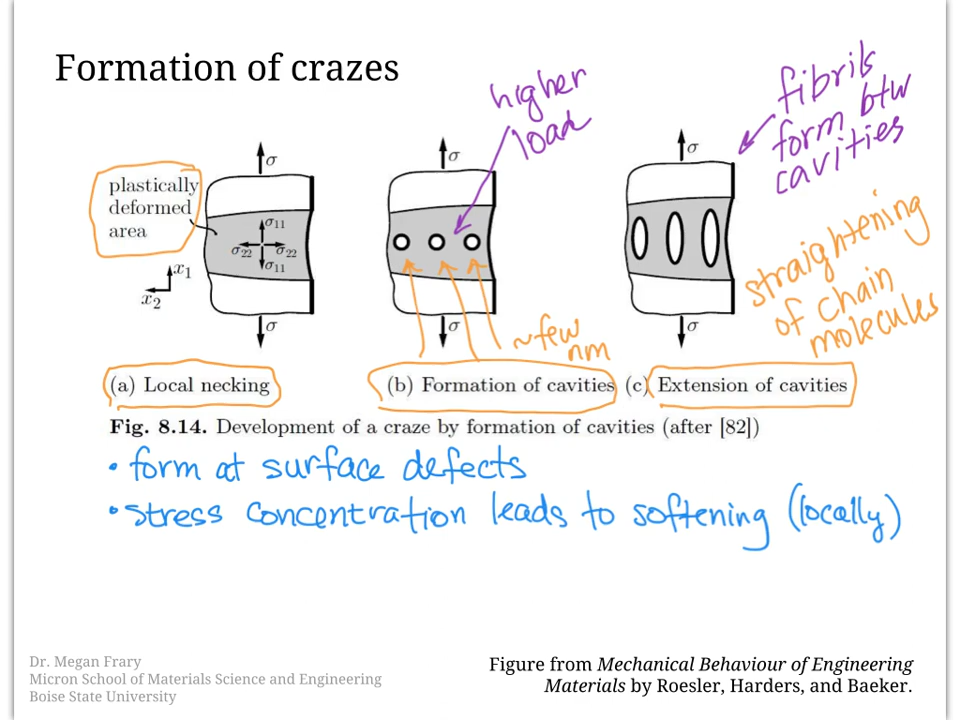 Formation of crazes
higher
load
fibrils
form btw
cavities
straightening
of chain
molecules
plastically
deformed
area
σ
σ11
σ22 σ22
σ11
x1
x2
σ
σ
σ
σ
σ
~few
nm
(a) Local necking
(b) Formation of cavities
(c) Extension of cavities
Fig. 8.14. Development of a craze by formation of cavities (after [82])
• form at surface defects
• stress concentration leads to softening (locally)
Dr. Megan Frary
Micron School of Materials Science and Engineering
Boise State University
Figure from Mechanical Behaviour of Engineering
Materials by Roesler, Harders, and Baeker.